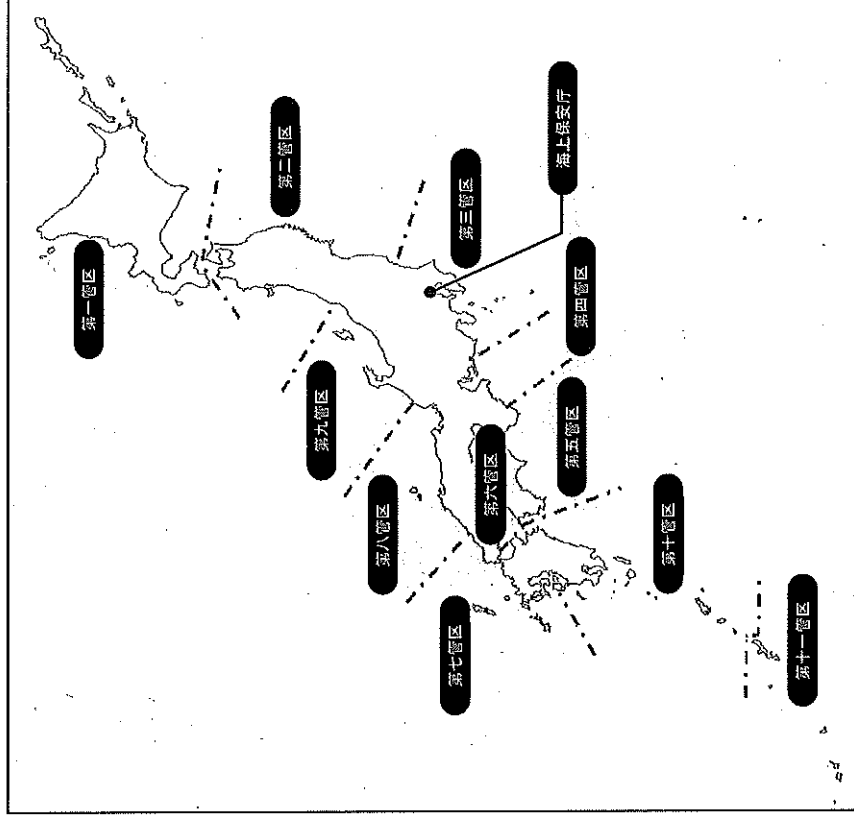 第一管区
第二管区
第三管区
海上保安庁
第四管区
第五管区
第六管区
第七管区
第八管区
第九管区
第十管区
第十一管区